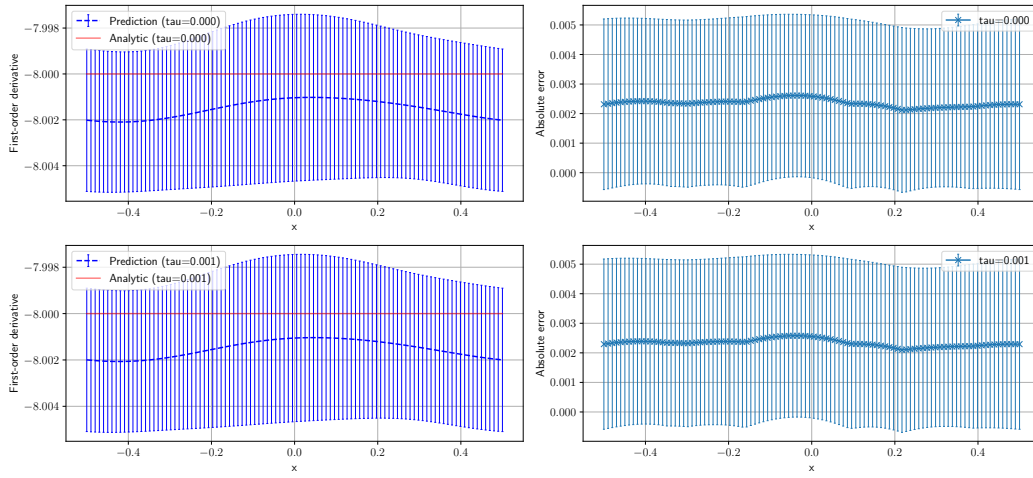 Prediction (tau=0.000)
Analytic (tau=0.000)
−7.998
−8.000
−8.002
−8.004
First-order derivative
−0.4
−0.2
0.0
0.2
0.4
x
tau=0.000
0.005
0.004
0.003
0.002
0.001
0.000
Absolute error
−0.4
−0.2
0.0
0.2
0.4
x
Prediction (tau=0.001)
Analytic (tau=0.001)
−7.998
−8.000
−8.002
−8.004
First-order derivative
−0.4
−0.2
0.0
0.2
0.4
x
tau=0.001
0.005
0.004
0.003
0.002
0.001
0.000
Absolute error
−0.4
−0.2
0.0
0.2
0.4
x